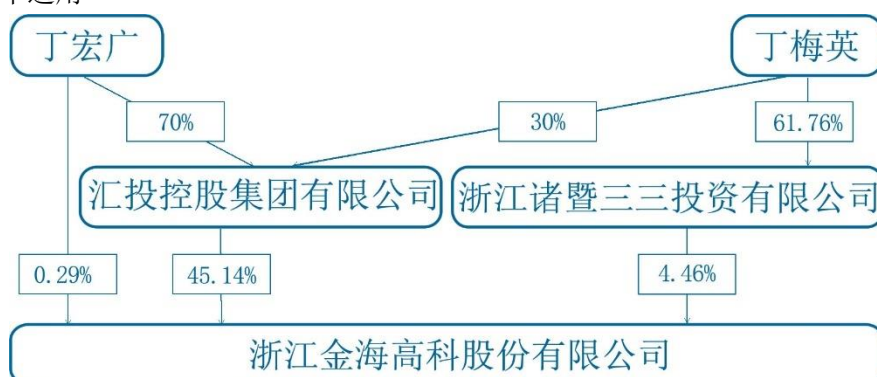 丁宏广
丁梅英
70%
30%
61.76%
汇投控股集团有限公司
浙江诸暨三三投资有限公司
0.29%
45.14%
4.46%
浙江金海高科股份有限公司